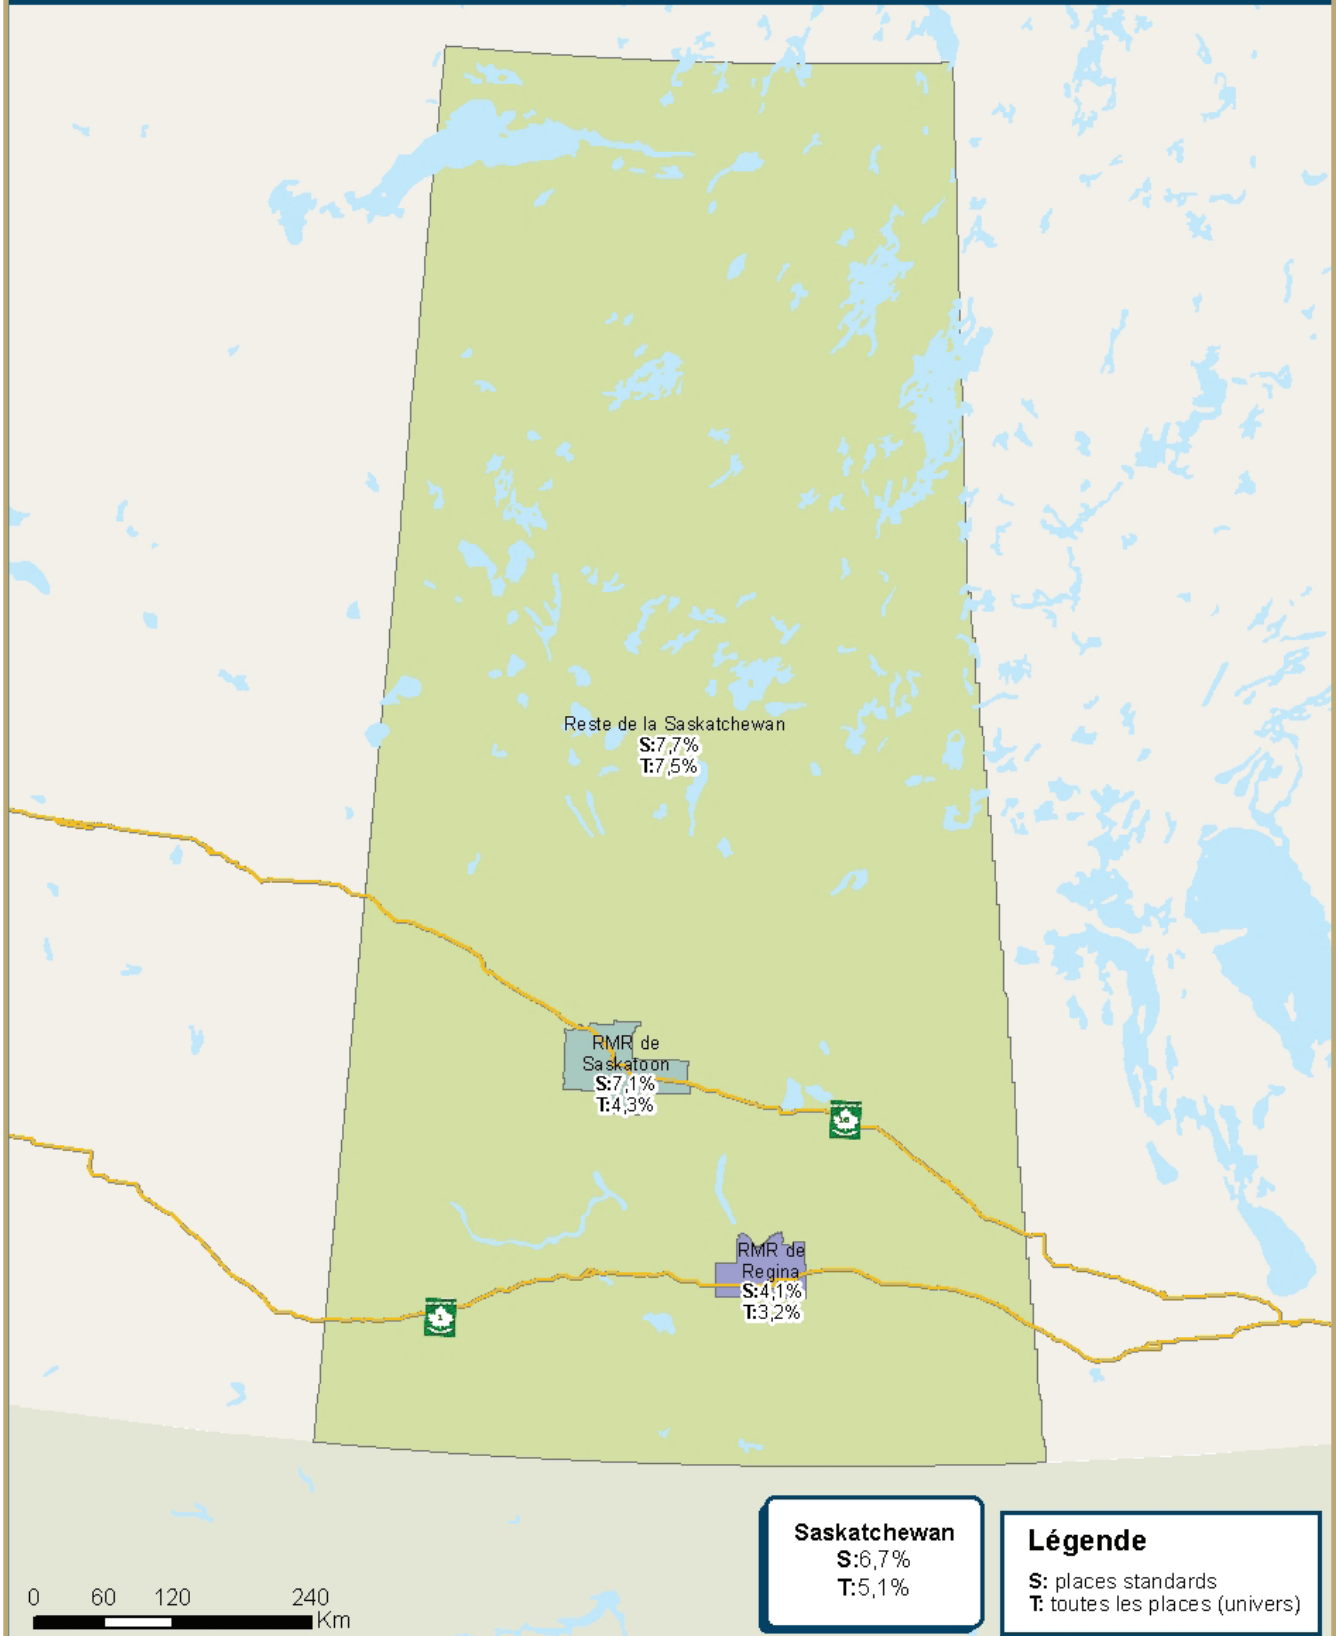 Reste de la Saskatchewan
S:7,7%
T:7,5%
RMR de
Saskatoon
S:7,1%
T:4,3%
16
RMR de
Regina
S:4,1%
T:3,2%
1
Saskatchewan
S:6,7%
T:5,1%
Légende
S: places standards
T: toutes les places (univers)
0 60 120 240
Km